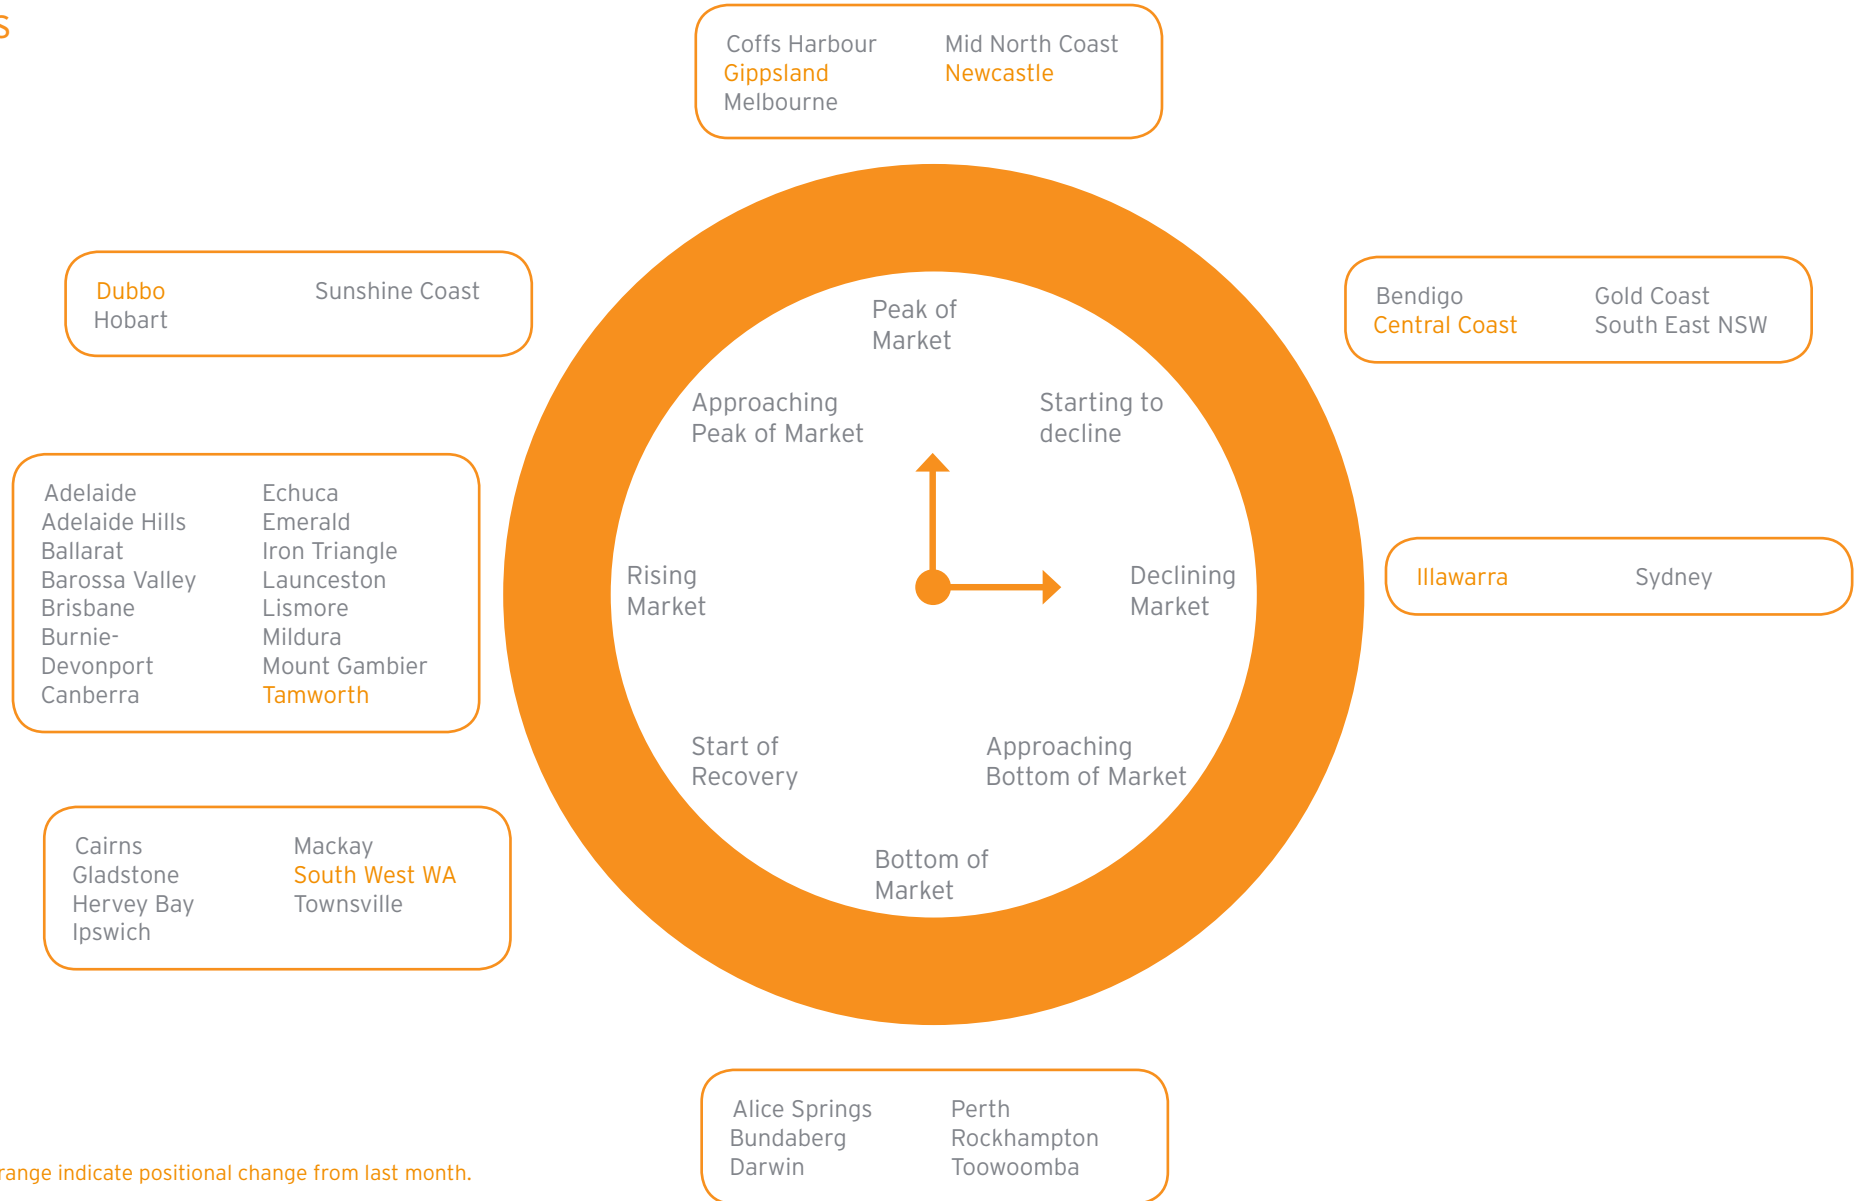 Coffs Harbour
Gippsland
Melbourne
Mid North Coast
Newcastle
Dubbo
Hobart
Sunshine Coast
Bendigo
Central Coast
Gold Coast
South East NSW
Peak of
Market
Approaching
Peak of Market
Starting to
decline
Adelaide
Adelaide Hills
Ballarat
Barossa Valley
Brisbane
Burnie-
Devonport
Canberra
Echuca
Emerald
Iron Triangle
Launceston
Lismore
Mildura
Mount Gambier
Tamworth
Rising
Market
Declining
Market
Illawarra
Sydney
Start of
Recovery
Approaching
Bottom of Market
Cairns
Gladstone
Hervey Bay
Ipswich
Mackay
South West WA
Townsville
Bottom of
Market
Alice Springs
Bundaberg
Darwin
Perth
Rockhampton
Toowoomba
range indicate positional change from last month.